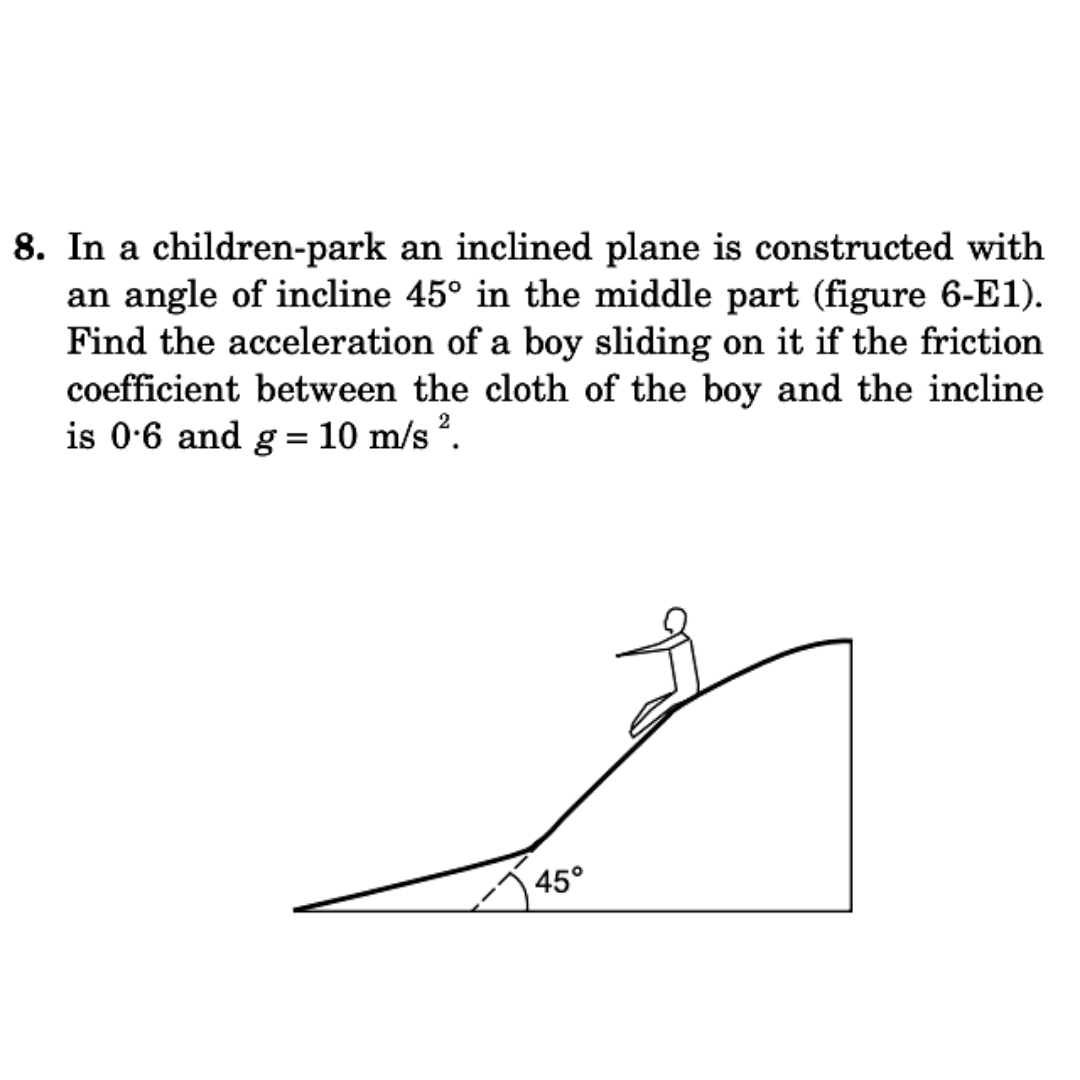 8. In a children-park an inclined plane is constructed with
an angle of incline 45° in the middle part (figure 6-E1).
Find the acceleration of a boy sliding on it if the friction
coefficient between the cloth of the boy and the incline
is 0·6 and g = 10 m/s ².
45°